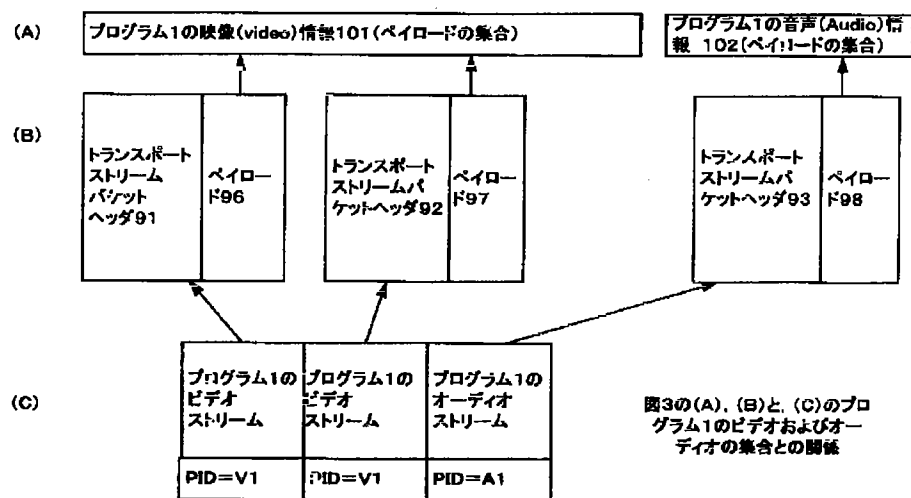 (A)
プログラム1の映像(video)情報101(ペイロードの集合)
プログラム1の音声(Audio)情
報 102(ペイロードの集合)
(B)
トランスポート
ストリーム
パケット
ヘッダ91
ペイロー
ド96
トランスポート
ストリームパ
ケットヘッダ92
ペイロー
ド97
トランスポート
ストリームパ
ケットヘッダ93
ペイロー
ド98
(C)
プログラム1の
ビデオ
ストリーム
プログラム1の
ビデオ
ストリーム
プログラム1の
オーディオ
ストリーム
PID=V1
PID=V1
PID=A1
図3の(A)、(B)と、(C)のプロ
グラム1のビデオおよびオー
ディオの集合との関係